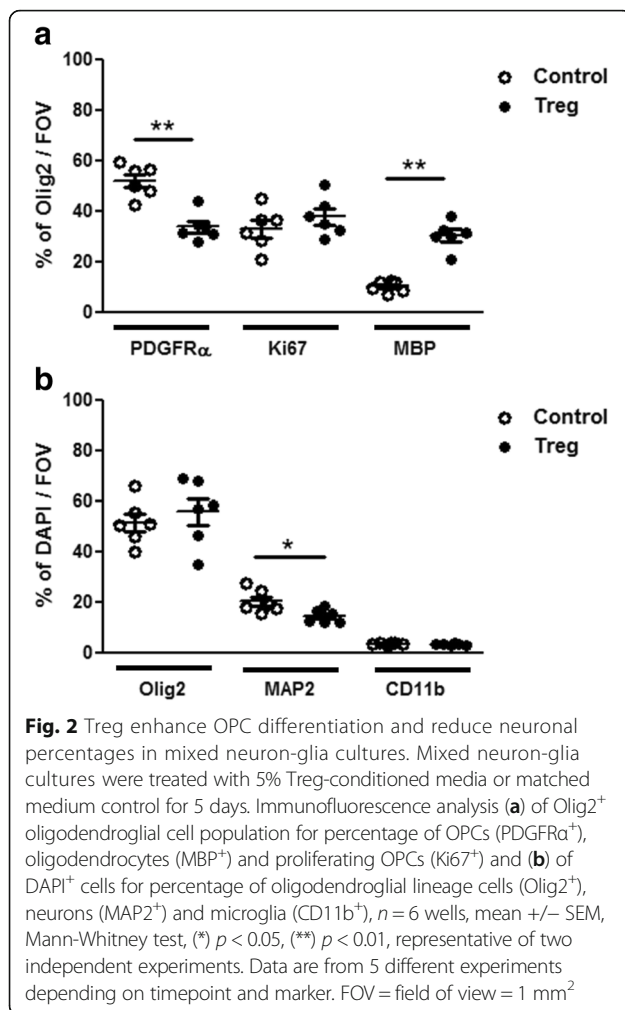 a
100
80
60
40
20
0
% of Olig2 / FOV
**
**
Control
Treg
PDGFRα Ki67 MBP
b
100
80
60
40
20
0
% of DAPI / FOV
*
Control
Treg
Olig2 MAP2 CD11b
Fig. 2 Treg enhance OPC differentiation and reduce neuronal
percentages in mixed neuron-glia cultures. Mixed neuron-glia
cultures were treated with 5% Treg-conditioned media or matched
medium control for 5 days. Immunofluorescence analysis (a) of Olig2⁺
oligodendroglial cell population for percentage of OPCs (PDGFRα⁺),
oligodendrocytes (MBP⁺) and proliferating OPCs (Ki67⁺) and (b) of
DAPI⁺ cells for percentage of oligodendroglial lineage cells (Olig2⁺),
neurons (MAP2⁺) and microglia (CD11b⁺), n = 6 wells, mean +/− SEM,
Mann-Whitney test, (*) p < 0.05, (**) p < 0.01, representative of two
independent experiments. Data are from 5 different experiments
depending on timepoint and marker. FOV = field of view = 1 mm²